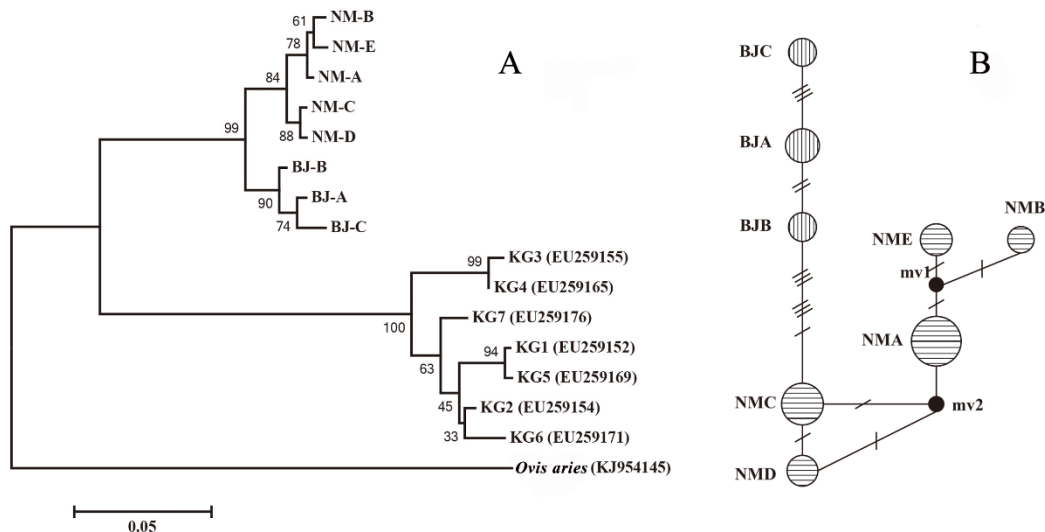 A
NM-B
61
NM-E
78
NM-A
84
NM-C
88
NM-D
99
BJ-B
90
BJ-A
74
BJ-C
KG3 (EU259155)
99
KG4 (EU259165)
100
KG7 (EU259176)
63
94
KG1 (EU259152)
KG5 (EU259169)
45
KG2 (EU259154)
33
KG6 (EU259171)
Ovis aries (KJ954145)
0.05
B
BJC
BJA
BJB
NMB
NME
mv1
NMA
NMC
mv2
NMD